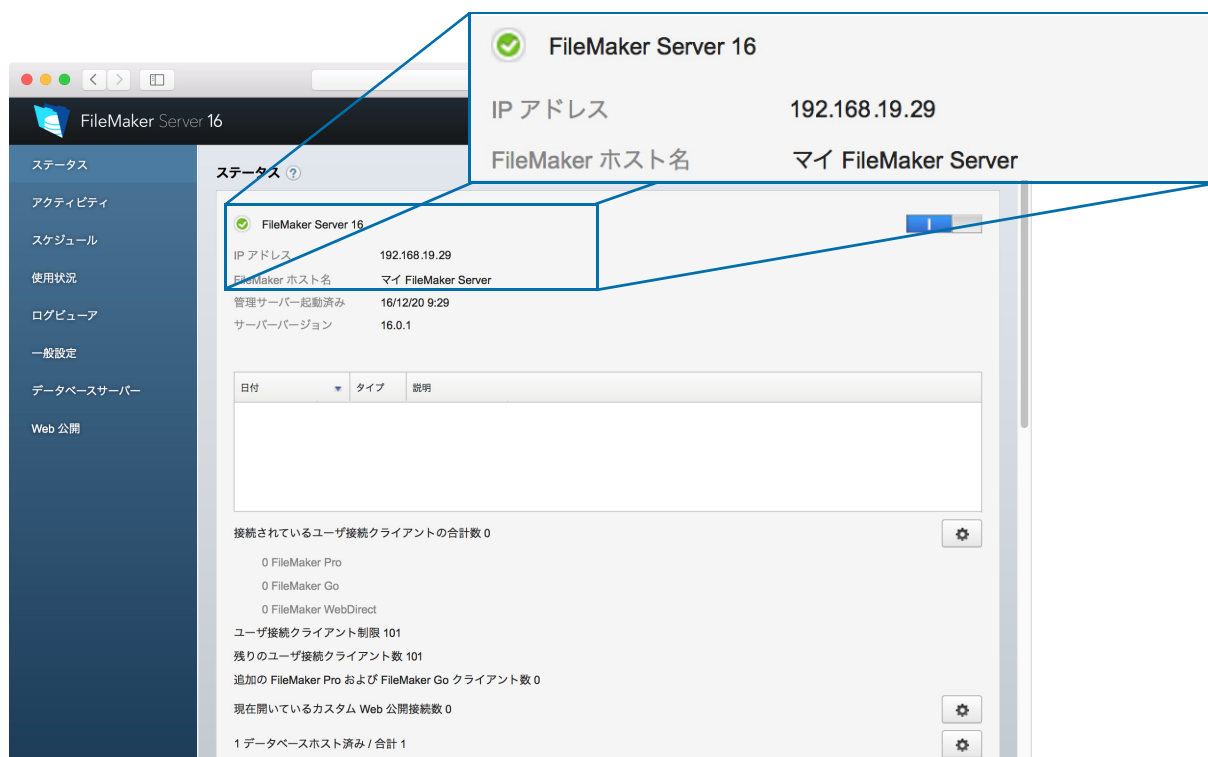 FileMaker Server 16
IP アドレス 192.168.19.29
FileMaker ホスト名 マイ FileMaker Server
FileMaker Server 16
ステータス
アクティビティ
スケジュール
使用状況
ログビューア
一般設定
データベースサーバー
Web 公開
ステータス ?
FileMaker Server 16
IP アドレス 192.168.19.29
FileMaker ホスト名 マイ FileMaker Server
管理サーバー起動済み 16/12/20 9:29
サーバーバージョン 16.0.1
日付 タイプ 説明
接続されているユーザ接続クライアントの合計数 0
0 FileMaker Pro
0 FileMaker Go
0 FileMaker WebDirect
ユーザ接続クライアント制限 101
残りのユーザ接続クライアント数 101
追加の FileMaker Pro および FileMaker Go クライアント数 0
現在開いているカスタム Web 公開接続数 0
1 データベースホスト済み / 合計 1